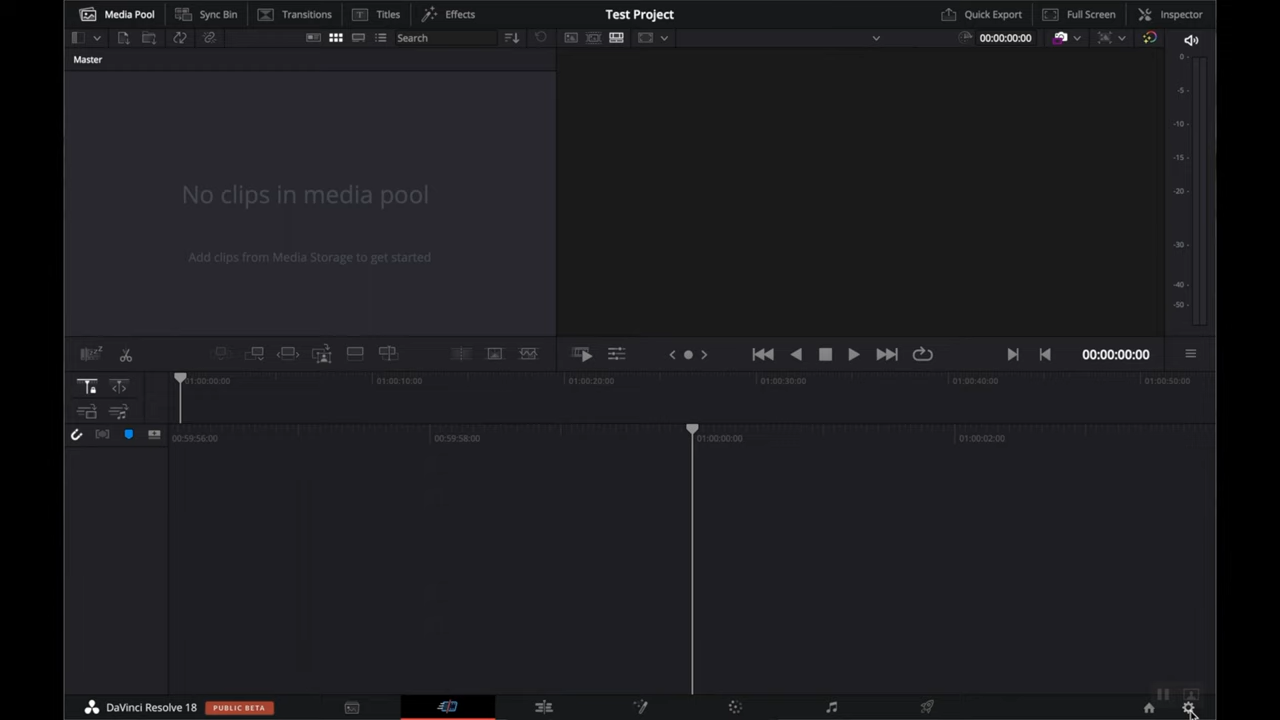 Media Pool Sync Bin Transitions Titles Effects Test Project Quick Export Full Screen Inspector
Search 00:00:00:00
Master
0
-5
-10
-15
-20
-30
-40
-50
No clips in media pool
Add clips from Media Storage to get started
00:00:00:00
01:00:00:00 01:00:10:00 01:00:20:00 01:00:30:00 01:00:40:00 01:00:50:00
00:59:56:00 00:59:58:00 01:00:00:00 01:00:02:00
DaVinci Resolve 18 PUBLIC BETA